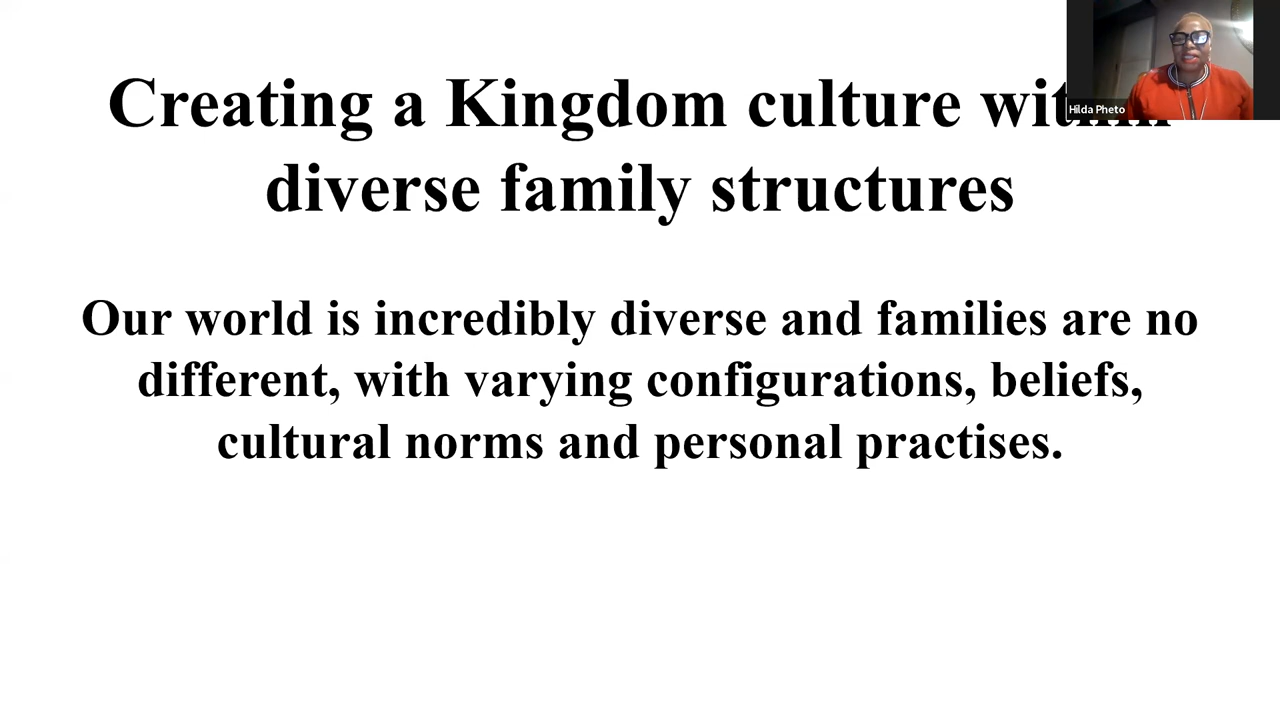 Creating a Kingdom culture within
diverse family structures
Our world is incredibly diverse and families are no
different, with varying configurations, beliefs,
cultural norms and personal practises.
Hilda Pheto